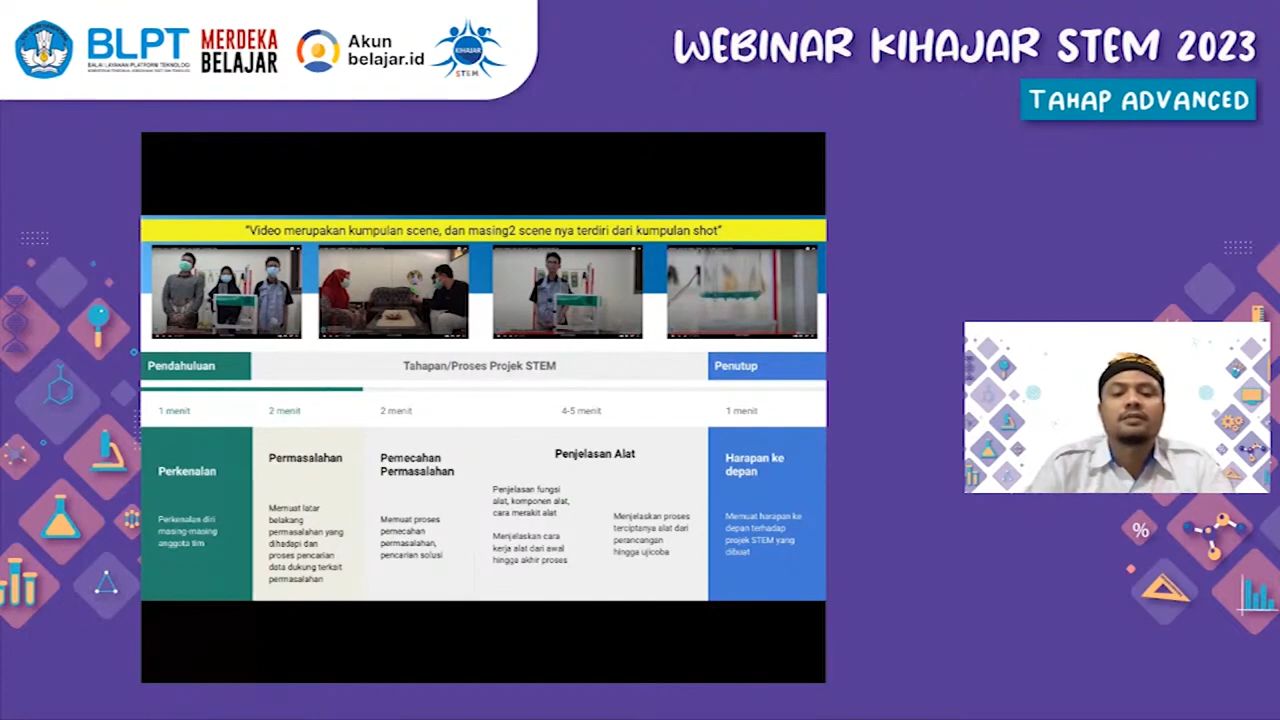 BLPT
BALAI LAYANAN PLATFORM TEKNOLOGI
MERDEKA
BELAJAR
Akun
belajar.id
KIHAJAR
STEM
WEBINAR KIHAJAR STEM 2023
TAHAP ADVANCED
"Video merupakan kumpulan scene, dan masing2 scene nya terdiri dari kumpulan shot"
Pendahuluan
Tahapan/Proses Projek STEM
Penutup
1 menit
2 menit
2 menit
4-5 menit
1 menit
Perkenalan
Perkenalan diri
masing-masing
anggota tim
Permasalahan
Memuat latar
belakang
permasalahan yang
dihadapi dan
proses pencarian
data dukung terkait
permasalahan
Pemecahan
Permasalahan
Memuat proses
pemecahan
permasalahan,
pencarian solusi
Penjelasan Alat
Penjelasan fungsi
alat, komponen alat,
cara merakit alat
Menjelaskan cara
kerja alat dari awal
hingga akhir proses
Menjelaskan proses
terciptanya alat dari
perancangan
hingga ujicoba
Harapan ke
depan
Memuat harapan ke
depan terhadap
projek STEM yang
dibuat
%